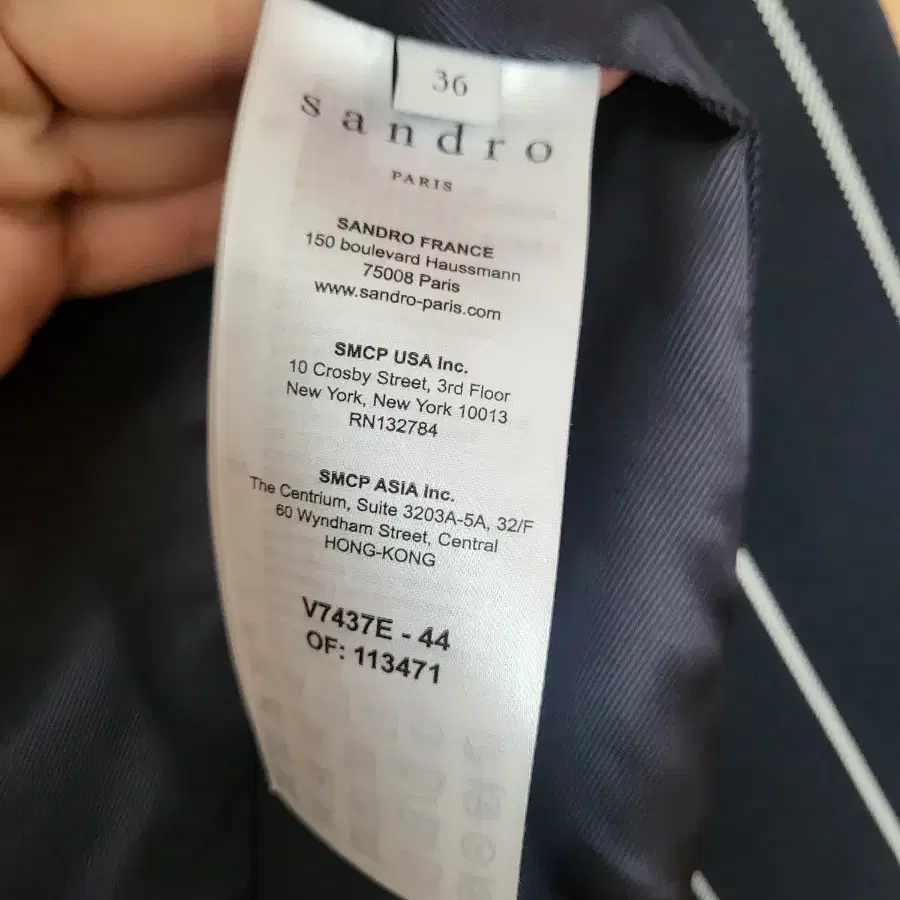 36
sandro
PARIS
SANDRO FRANCE
150 boulevard Haussmann
75008 Paris
www.sandro-paris.com
SMCP USA Inc.
10 Crosby Street, 3rd Floor
New York, New York 10013
RN132784
SMCP ASIA Inc.
The Centrium, Suite 3203A-5A, 32/F
60 Wyndham Street, Central
HONG-KONG
V7437E - 44
OF: 113471